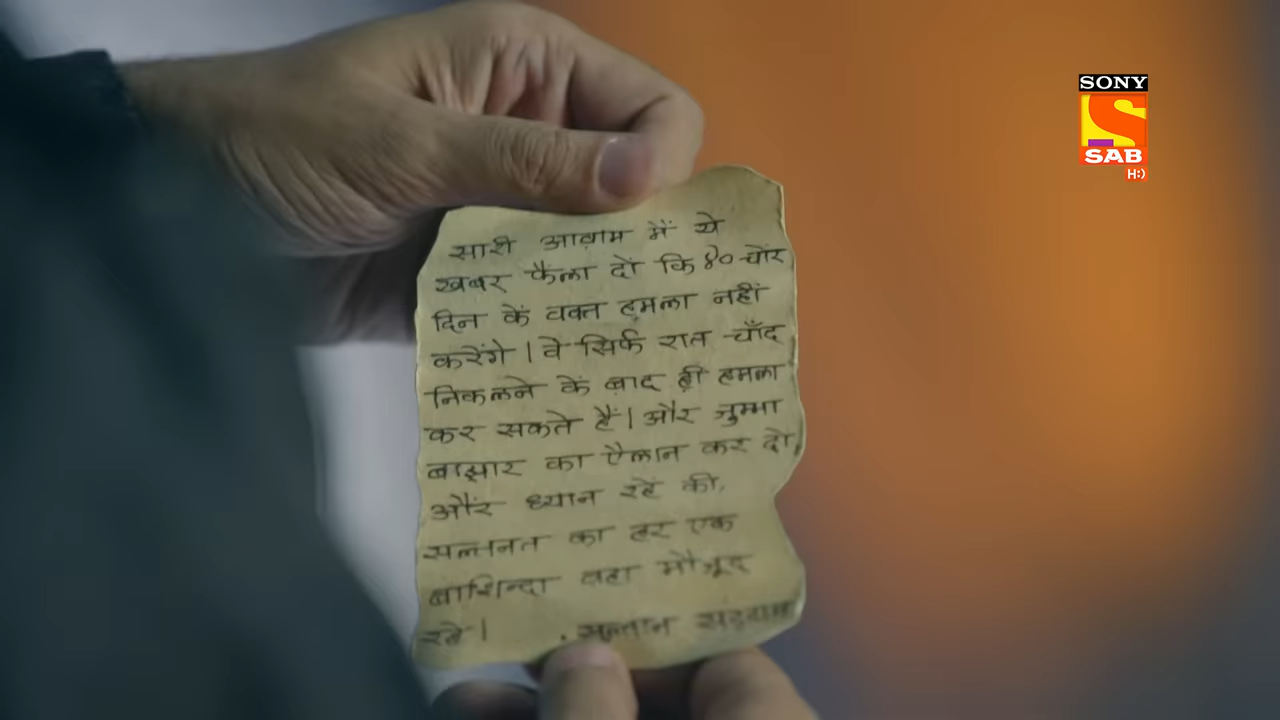 SONY
SAB
H:)
सारी आव़ाम में ये
खबर फैला दों कि ४० चोर
दिन कें वक्त हमला नहीं
करेंगे । वे सिर्फ रात चाँद
निकलने के बाद ही हमला
कर सकते हैं । और जुम्मा
बाझार का ऐलान कर दो,
और ध्यान रहें की,
सल्तनत का हर एक
बाशिन्दा वहा मौजूद
रहे । . सुल्तान